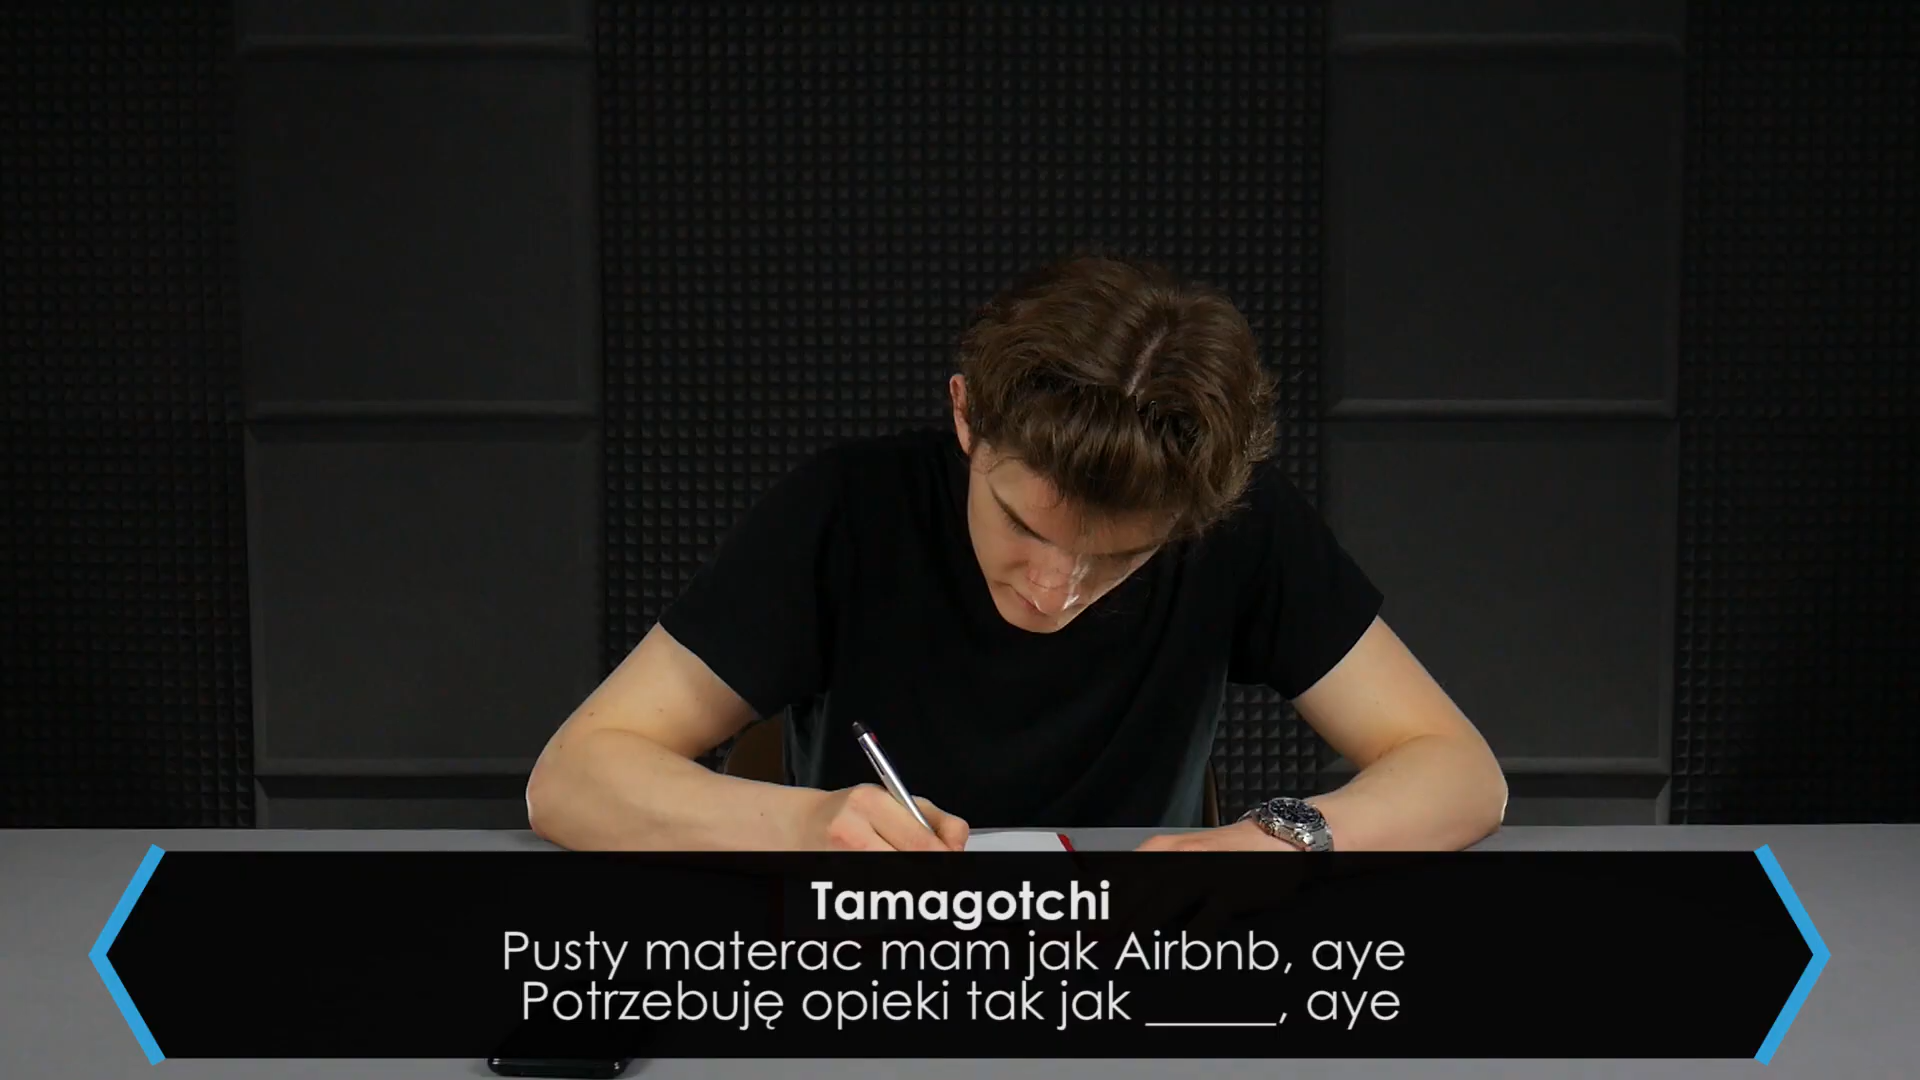 Tamagotchi
Pusty materac mam jak Airbnb, aye
Potrzebuję opieki tak jak _____, aye